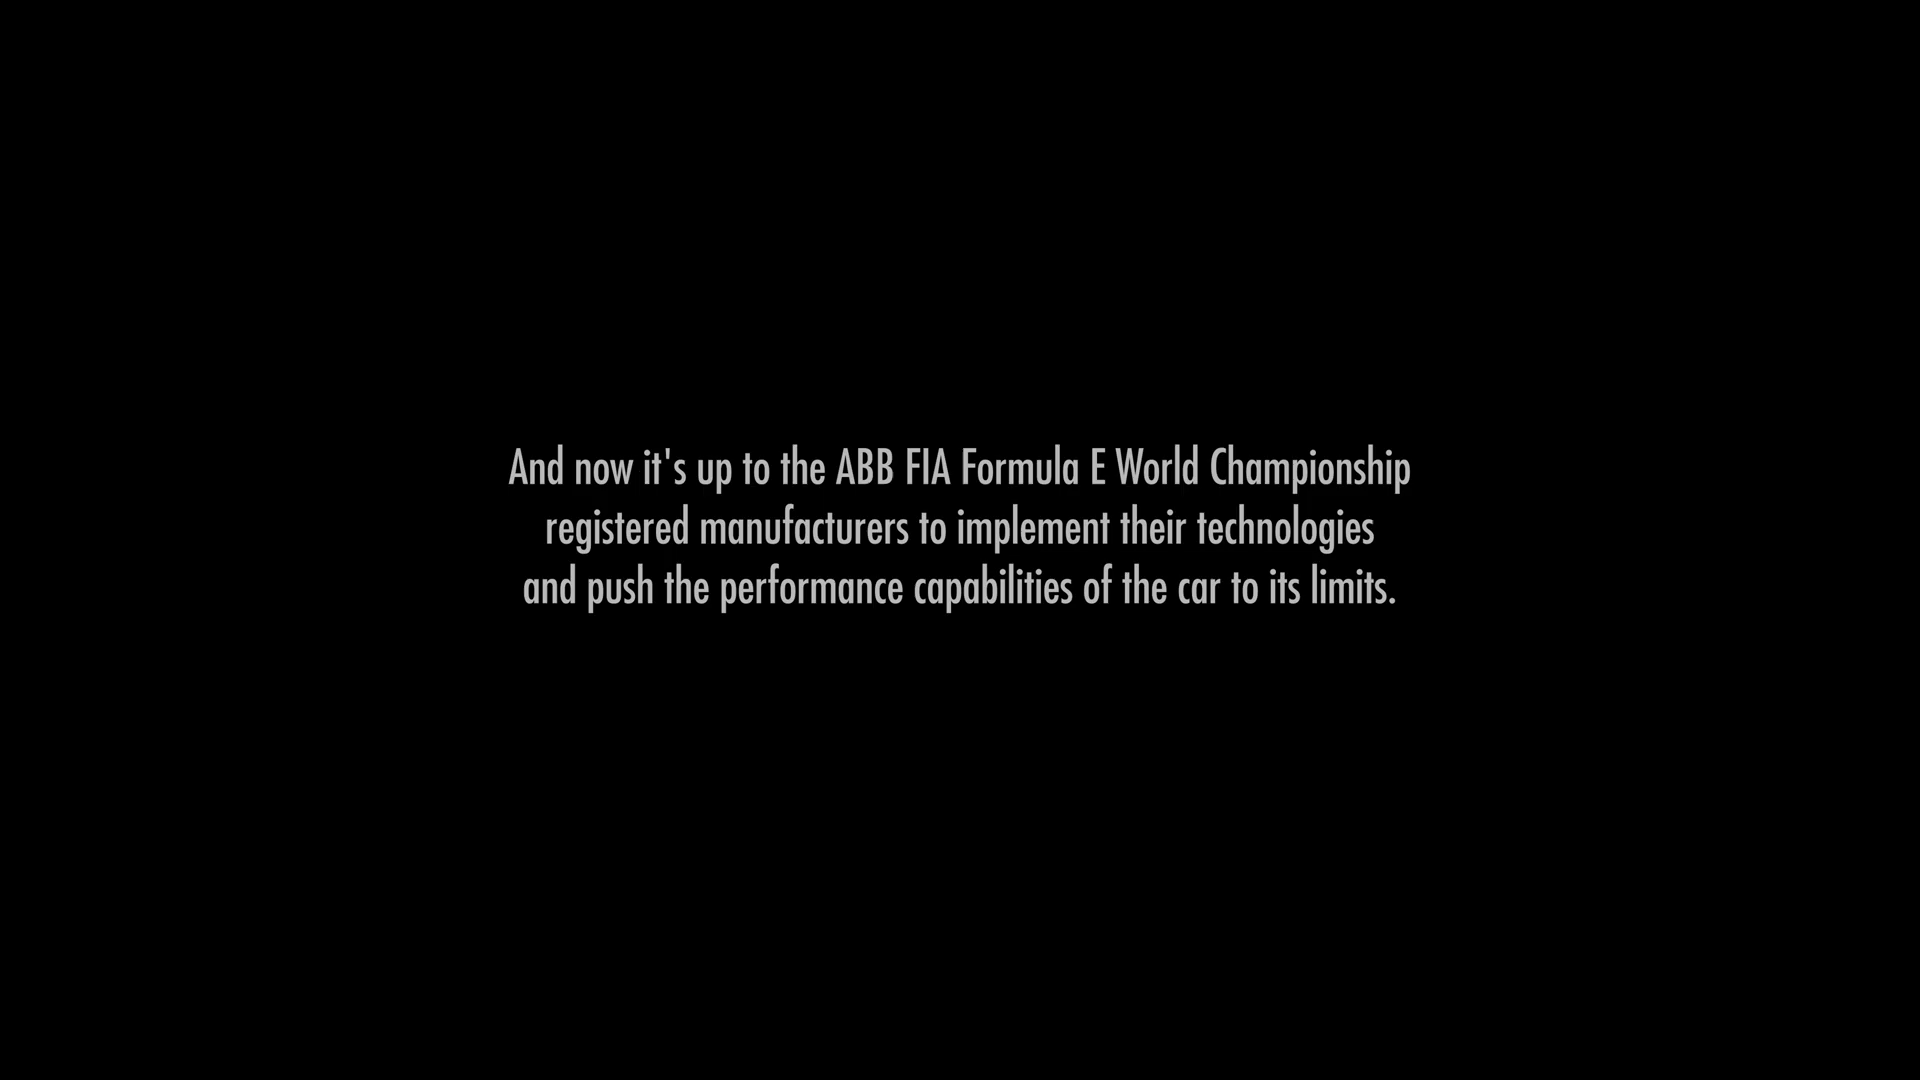 And now it's up to the ABB FIA Formula E World Championship
registered manufacturers to implement their technologies
and push the performance capabilities of the car to its limits.